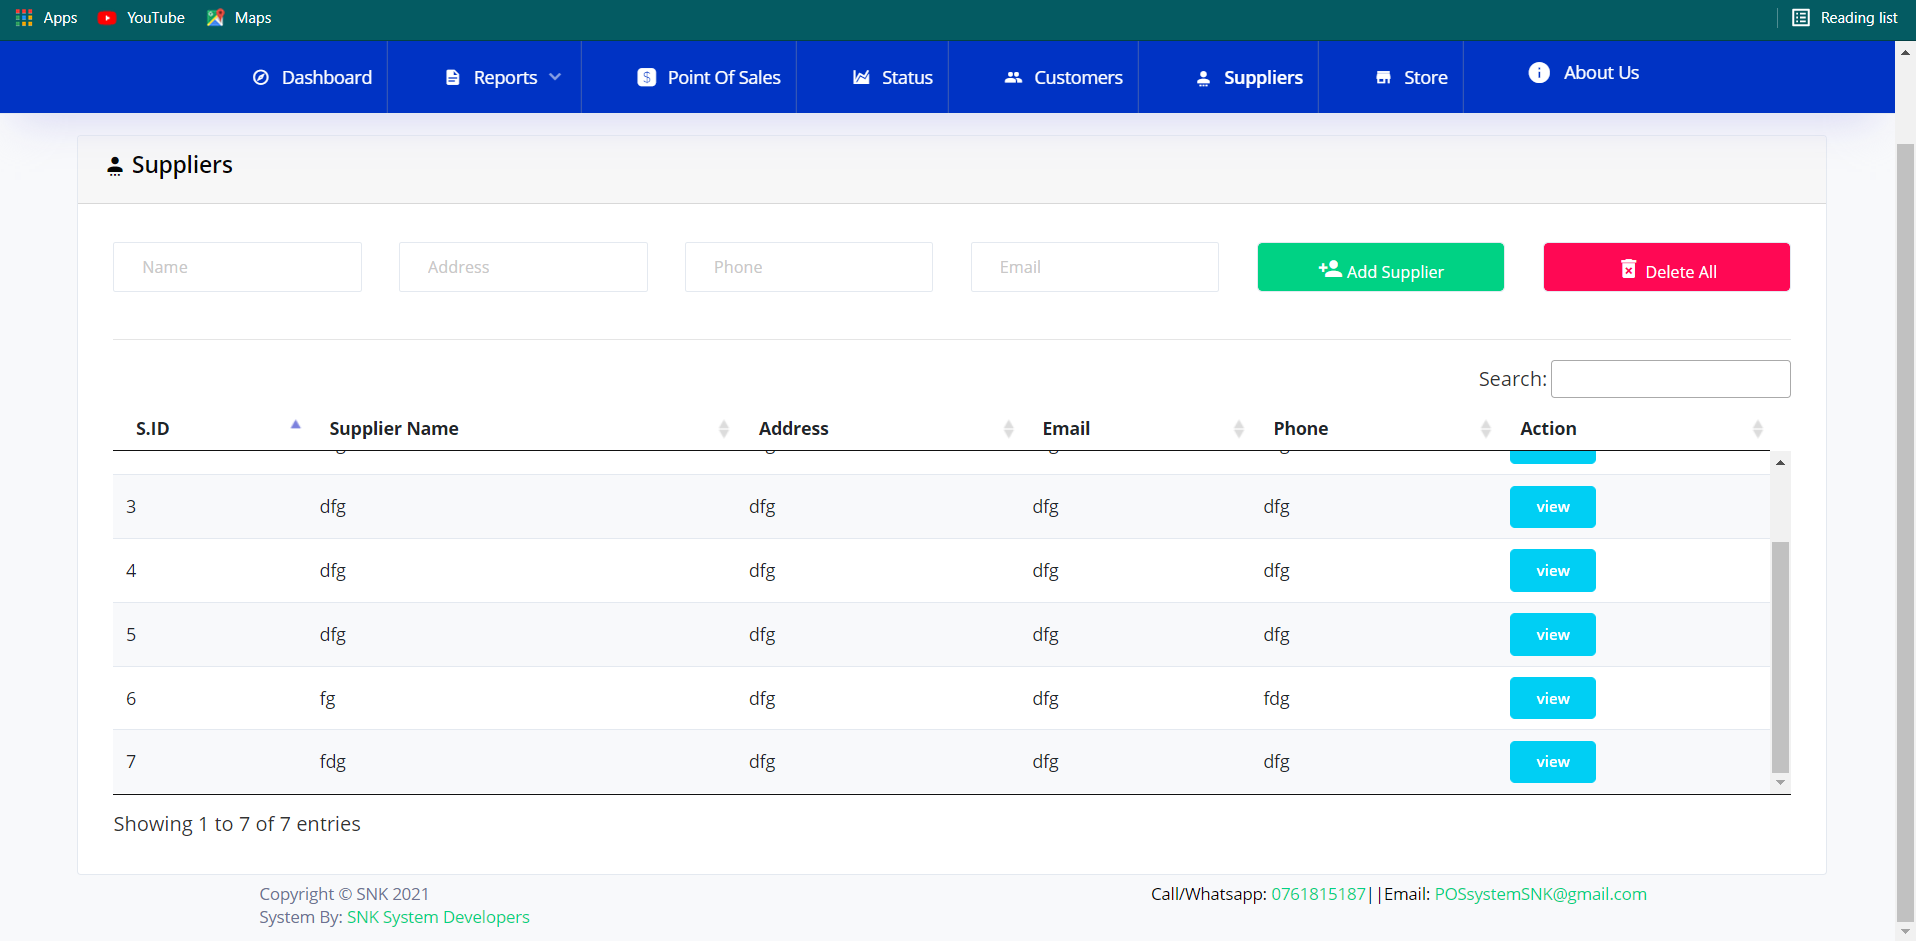 Apps YouTube Maps Reading list
Dashboard Reports Point Of Sales Status Customers Suppliers Store About Us
Suppliers
Name Address Phone Email Add Supplier Delete All
Search:
S.ID Supplier Name Address Email Phone Action
3 dfg dfg dfg dfg view
4 dfg dfg dfg dfg view
5 dfg dfg dfg dfg view
6 fg dfg dfg fdg view
7 fdg dfg dfg dfg view
Showing 1 to 7 of 7 entries
Copyright © SNK 2021 Call/Whatsapp: 0761815187||Email: POSsystemSNK@gmail.com
System By: SNK System Developers